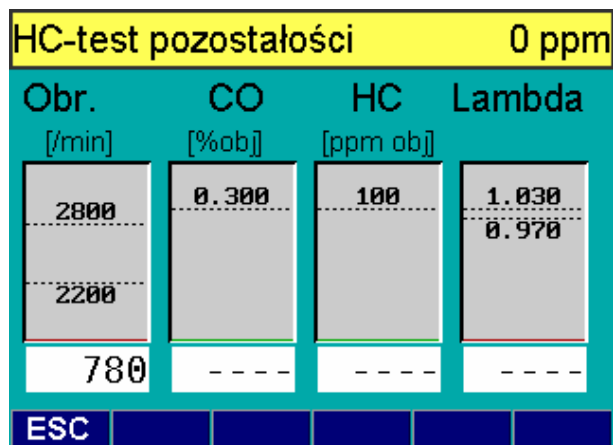 HC-test pozostałości 0 ppm
Obr. CO HC Lambda
[/min] [%obj] [ppm obj]
2800 0.300 100 1.030
0.970
2200
780 ---- ---- ----
ESC